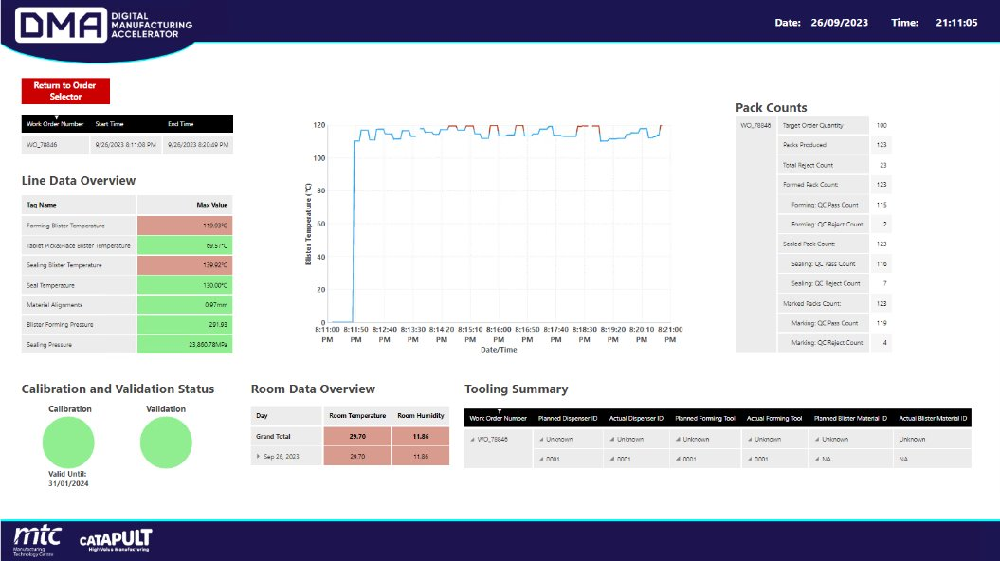 DMA DIGITAL MANUFACTURING ACCELERATOR
Date: 26/09/2023 Time: 21:11:05
Return to Order
Selector
Work Order Number Start Time End Time
WO_78846 9/26/2023 8:11:08 PM 9/26/2023 8:20:49 PM
Line Data Overview
Tag Name Max Value
Forming Blister Temperature 119.93°C
Tablet Pick&Place Blister Temperature 69.57°C
Sealing Blister Temperature 139.92°C
Seal Temperature 130.00°C
Material Alignments 0.97mm
Blister Forming Pressure 291.93
Sealing Pressure 23,860.78MPa
Blister Temperature (°C)
120
100
80
60
40
20
0
8:11:00 PM 8:11:50 PM 8:12:40 PM 8:13:30 PM 8:14:20 PM 8:15:10 PM 8:16:00 PM 8:16:50 PM 8:17:40 PM 8:18:30 PM 8:19:20 PM 8:20:10 PM 8:21:00 PM
Date/Time
Pack Counts
WO_78846 Target Order Quantity 100
Packs Produced 123
Total Reject Count 23
Formed Pack Count: 123
Forming: QC Pass Count 115
Forming: QC Reject Count 2
Sealed Pack Count: 123
Sealing: QC Pass Count 116
Sealing: QC Reject Count 7
Marked Packs Count: 123
Marking: QC Pass Count 119
Marking: QC Reject Count 4
Calibration and Validation Status
Calibration Validation
Valid Until:
31/01/2024
Room Data Overview
Day Room Temperature Room Humidity
Grand Total 29.70 11.86
Sep 26, 2023 29.70 11.86
Tooling Summary
Work Order Number Planned Dispenser ID Actual Dispenser ID Planned Forming Tool Actual Forming Tool Planned Blister Material ID Actual Blister Material ID
WO_78846 Unknown Unknown Unknown Unknown Unknown Unknown
0001 0001 0001 0001 NA NA
mtc Manufacturing Technology Centre
CATAPULT
High Value Manufacturing